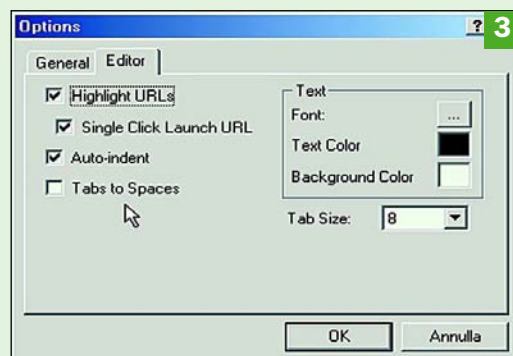 Options
?
3
General
Editor
Highlight URLs
Single Click Launch URL
Auto-indent
Tabs to Spaces
Text
Font:
...
Text Color
Background Color
Tab Size:
8
OK
Annulla